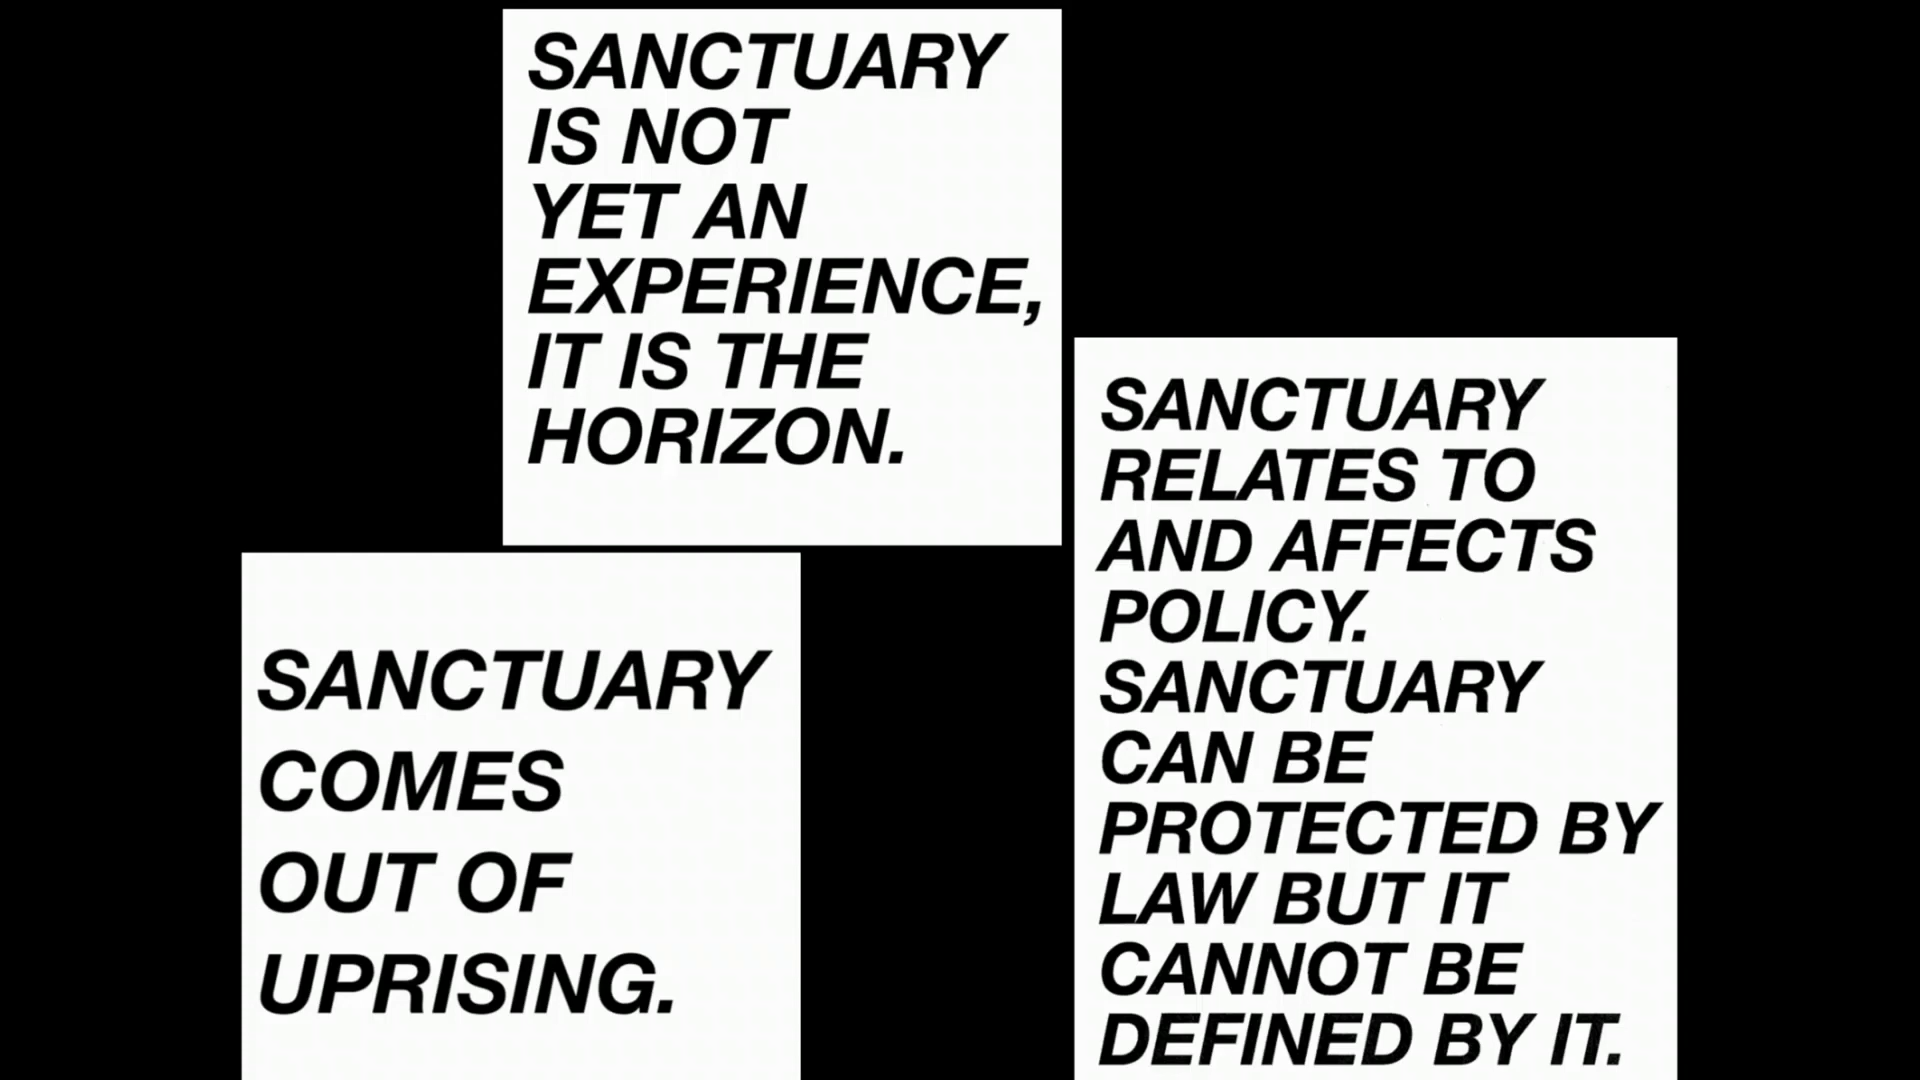 SANCTUARY
IS NOT
YET AN
EXPERIENCE,
IT IS THE
HORIZON.
SANCTUARY
COMES
OUT OF
UPRISING.
SANCTUARY
RELATES TO
AND AFFECTS
POLICY.
SANCTUARY
CAN BE
PROTECTED BY
LAW BUT IT
CANNOT BE
DEFINED BY IT.